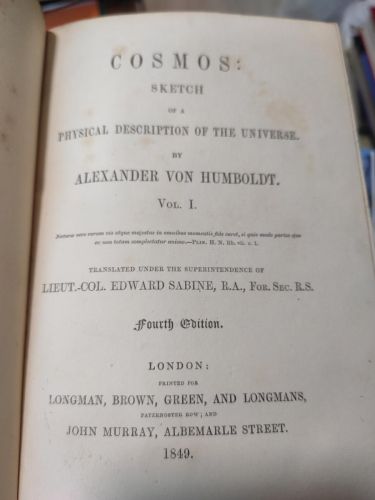 COSMOS:
SKETCH
OF A
PHYSICAL DESCRIPTION OF THE UNIVERSE.
BY
ALEXANDER VON HUMBOLDT.
VOL. I.
Naturæ vero rerum vis atque majestas in omnibus momentis fide caret, si quis modo partes ejus
ac non totam complectatur animo.—PLIN. H. N. lib. vii. c. 1.
TRANSLATED UNDER THE SUPERINTENDENCE OF
LIEUT.-COL. EDWARD SABINE, R.A., FOR. SEC. R.S.
Fourth Edition.
LONDON:
PRINTED FOR
LONGMAN, BROWN, GREEN, AND LONGMANS,
PATERNOSTER ROW; AND
JOHN MURRAY, ALBEMARLE STREET.
1849.